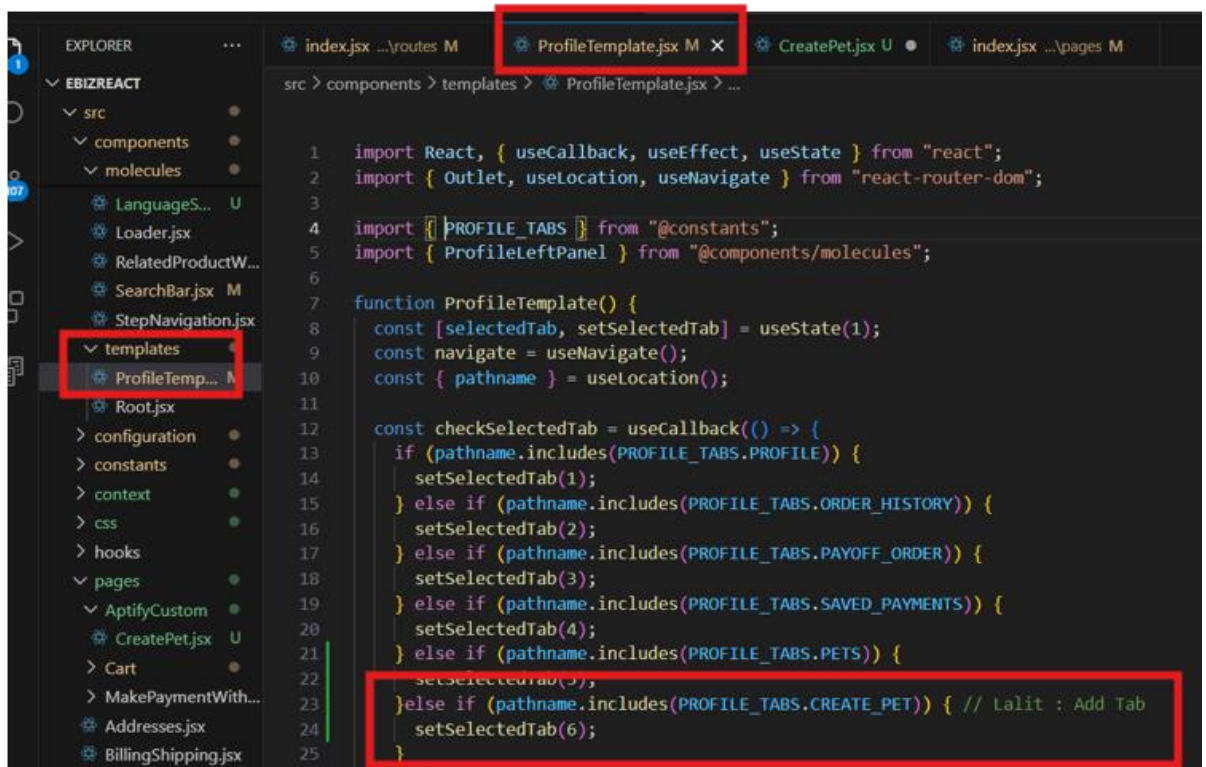 EXPLORER ...
index.jsx ...\routes M
ProfileTemplate.jsx M ×
CreatePet.jsx U ●
index.jsx ...\pages M
1
EBIZREACT
src
components
molecules
LanguageS... U
Loader.jsx
RelatedProductW...
SearchBar.jsx M
StepNavigation.jsx
templates
ProfileTemp... M
Root.jsx
configuration
constants
context
css
hooks
pages
AptifyCustom
CreatePet.jsx U
Cart
MakePaymentWith...
Addresses.jsx
BillingShipping.jsx
src > components > templates > ProfileTemplate.jsx > ...
1 import React, { useCallback, useEffect, useState } from "react";
2 import { Outlet, useLocation, useNavigate } from "react-router-dom";
3
4 import { PROFILE_TABS } from "@constants";
5 import { ProfileLeftPanel } from "@components/molecules";
6
7 function ProfileTemplate() {
8 const [selectedTab, setSelectedTab] = useState(1);
9 const navigate = useNavigate();
10 const { pathname } = useLocation();
11
12 const checkSelectedTab = useCallback(() => {
13 if (pathname.includes(PROFILE_TABS.PROFILE)) {
14 setSelectedTab(1);
15 } else if (pathname.includes(PROFILE_TABS.ORDER_HISTORY)) {
16 setSelectedTab(2);
17 } else if (pathname.includes(PROFILE_TABS.PAYOFF_ORDER)) {
18 setSelectedTab(3);
19 } else if (pathname.includes(PROFILE_TABS.SAVED_PAYMENTS)) {
20 setSelectedTab(4);
21 } else if (pathname.includes(PROFILE_TABS.PETS)) {
22 setSelectedTab(5);
23 }else if (pathname.includes(PROFILE_TABS.CREATE_PET)) { // Lalit : Add Tab
24 setSelectedTab(6);
25 }